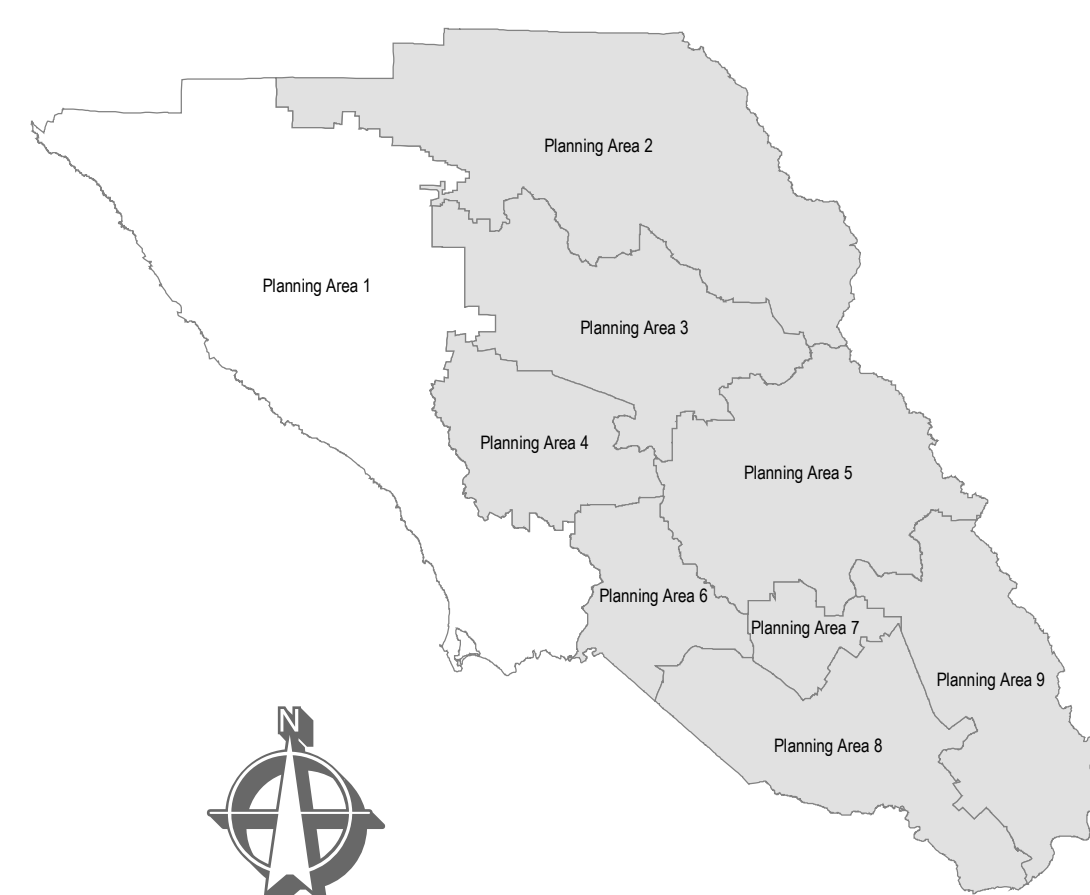 Planning Area 2
Planning Area 1
Planning Area 3
Planning Area 4
Planning Area 5
Planning Area 6
Planning Area 7
Planning Area 9
Planning Area 8
N